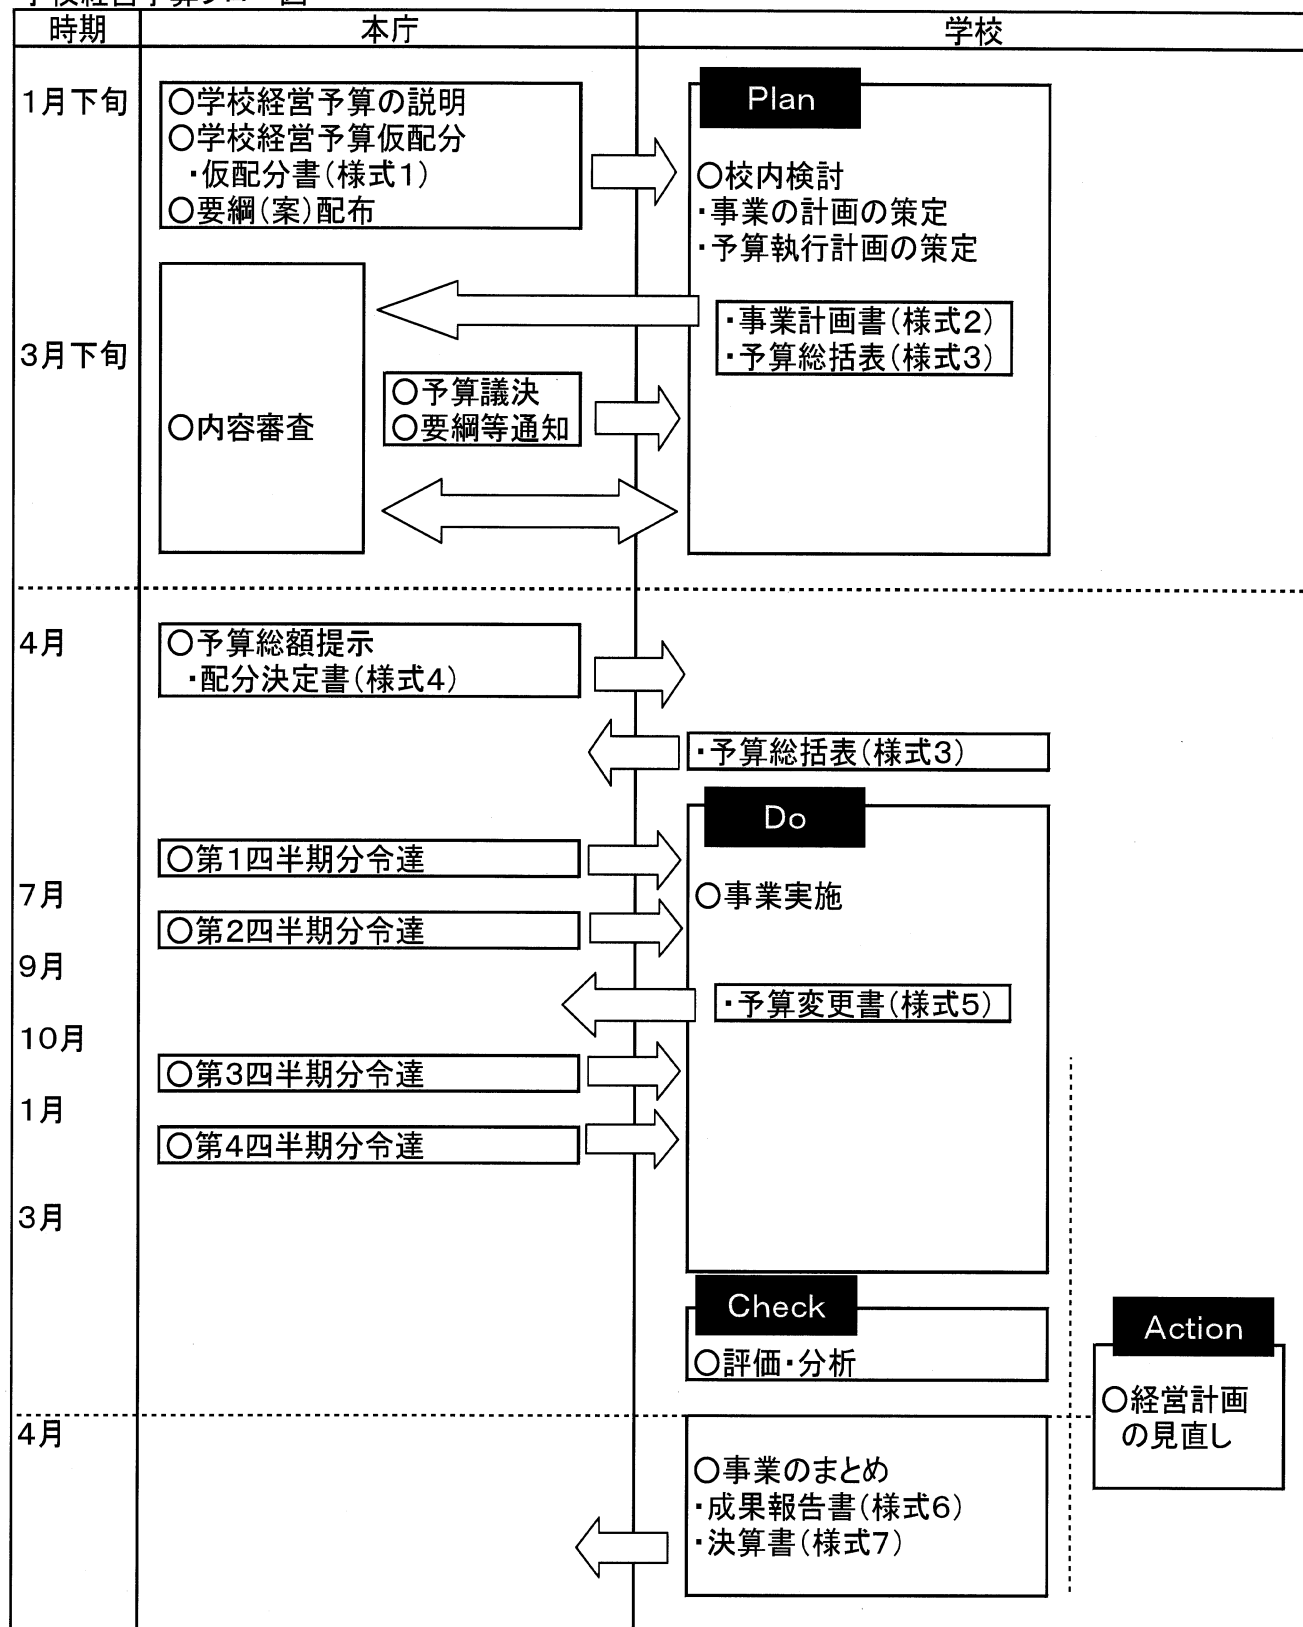 時期 本庁 学校
1月下旬
○学校経営予算の説明
○学校経営予算仮配分
・仮配分書(様式1)
○要綱(案)配布
Plan
○校内検討
・事業の計画の策定
・予算執行計画の策定
・事業計画書(様式2)
・予算総括表(様式3)
3月下旬
○内容審査
○予算議決
○要綱等通知
4月
○予算総額提示
・配分決定書(様式4)
・予算総括表(様式3)
Do
○第1四半期分令達
7月
○事業実施
○第2四半期分令達
9月
・予算変更書(様式5)
10月
○第3四半期分令達
1月
○第4四半期分令達
3月
Check
○評価・分析
Action
○経営計画
の見直し
4月
○事業のまとめ
・成果報告書(様式6)
・決算書(様式7)